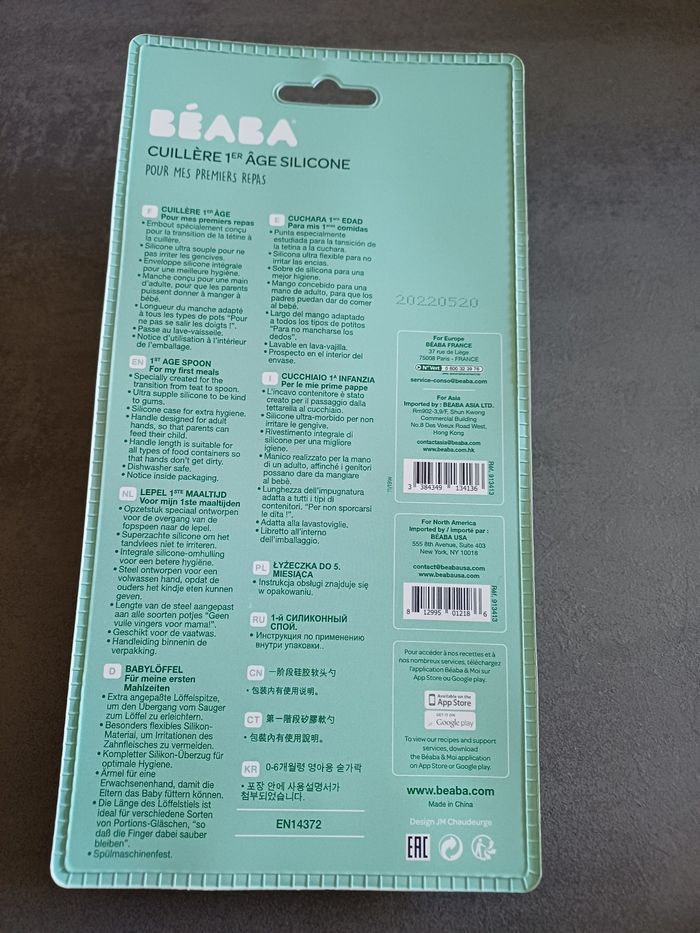 BÉABA
CUILLÈRE 1ER ÂGE SILICONE
POUR MES PREMIERS REPAS
F CUILLÈRE 1ER ÂGE
Pour mes premiers repas
• Embout spécialement conçu
pour la transition de la tétine à
la cuillère.
• Silicone ultra souple pour ne
pas irriter les gencives.
• Enveloppe silicone intégrale
pour une meilleure hygiène.
• Manche conçu pour une main
d'adulte, pour que les parents
puissent donner à manger à
bébé.
• Longueur du manche adapté
à tous les types de pots "Pour
ne pas se salir les doigts !".
• Passe au lave-vaisselle.
• Notice d'utilisation à l'intérieur
de l'emballage.
EN 1ST AGE SPOON
For my first meals
• Specially created for the
transition from teat to spoon.
• Ultra supple silicone to be kind
to gums.
• Silicone case for extra hygiene.
• Handle designed for adult
hands, so that parents can
feed their child.
• Handle length is suitable for
all types of food containers so
that hands don't get dirty.
• Dishwasher safe.
• Notice inside packaging.
NL LEPEL 1STE MAALTIJD
Voor mijn 1ste maaltijden
• Opzetstuk speciaal ontworpen
voor de overgang van de
fopspeen naar de lepel.
• Superzachte silicone om het
tandvlees niet te irriteren.
• Integrale silicone-omhulling
voor een betere hygiëne.
• Steel ontworpen voor een
volwassen hand, opdat de
ouders het kindje eten kunnen
geven.
• Lengte van de steel aangepast
aan alle soorten potjes "Geen
vuile vingers voor mama!".
• Geschikt voor de vaatwas.
• Handleiding binnenin de
verpakking.
D BABYLÖFFEL
Für meine ersten
Mahlzeiten
• Extra angepaßte Löffelspitze,
um den Übergang vom Sauger
zum Löffel zu erleichtern.
• Besonders flexibles Silikon-
Material, um Irritationen des
Zahnfleisches zu vermeiden.
• Kompletter Silikon-Überzug für
optimale Hygiene.
• Ärmel für eine
Erwachsenenhand, damit die
Eltern das Baby füttern können.
• Die Länge des Löffelstiels ist
ideal für verschiedene Sorten
von Portions-Gläschen, "so
daß die Finger dabei sauber
bleiben".
• Spülmaschinenfest.
E CUCHARA 1ERA EDAD
Para mis 1eras comidas
• Punta especialmente
estudiada para la tansición de
la tetina a la cuchara.
• Silicona ultra flexible para no
irritar las encías.
• Sobre de silicona para una
mejor higiene.
• Mango concebido para una
mano de adulto, para que los
padres puedan dar de comer
al bebé.
• Largo del mango adaptado
a todos los tipos de potitos
"Para no mancharse los
dedos".
• Lavable en lava-vajilla.
• Prospecto en el interior del
envase.
I CUCCHIAIO 1A INFANZIA
Per le mie prime pappe
• L'incavo contenitore è stato
creato per il passaggio dalla
tettarella al cucchiaio.
• Silicone ultra-morbido per non
irritare le gengive.
• Rivestimento integrale di
silicone per una migliore
igiene.
• Manico realizzato per la mano
di un adulto, affinché i genitori
possano dare da mangiare
al bebè.
• Lunghezza dell'impugnatura
adatta a tutti i tipi di
contenitori. "Per non sporcarsi
le dita !".
• Adatta alla lavastoviglie.
• Libretto all'interno
dell'imballaggio.
PL ŁYŻECZKA DO 5.
MIESIĄCA
• Instrukcja obsługi znajduje się
w opakowaniu.
RU 1-й СИЛИКОННЫЙ
СПОЙ.
• Инструкция по применению
внутри упаковки..
CN 一阶段硅胶软头勺
• 包装内有使用说明。
CT 第一階段矽膠軟勺
• 包裝內有使用說明。
KR 0-6개월령 영아용 숟가락
• 포장 안에 사용설명서가
첨부되었습니다.
EN14372
20220520
For Europe
BÉABA FRANCE
37 rue de Liège
75008 Paris - FRANCE
N° Vert 0 800 32 39 76
service-conso@beaba.com
For Asia
Imported by : BEABA ASIA LTD.
Rm902-3,9/F, Shun Kwong
Commercial Building
No.8 Des Voeux Road West,
Hong Kong
contactasia@beaba.com
www.beaba.com.hk
3 384349 134136
Réf. 913413
For North America
Imported by / importé par :
BÉABA USA
555 8th Avenue, Suite 403
New York, NY 10018
contact@beabausa.com
www.beabausa.com
8 12995 01218 6
Réf. 913413
Pour accéder à nos recettes et à
nos nombreux services, téléchargez
l'application Béaba & Moi sur
App Store ou Google play.
Available on the
App Store
GET IT ON
Google play
To view our recipes and support
services, download
the Béaba & Moi application
on App Store or Google play.
www.beaba.com
Made in China
Design JM Chaudeurge
EAC